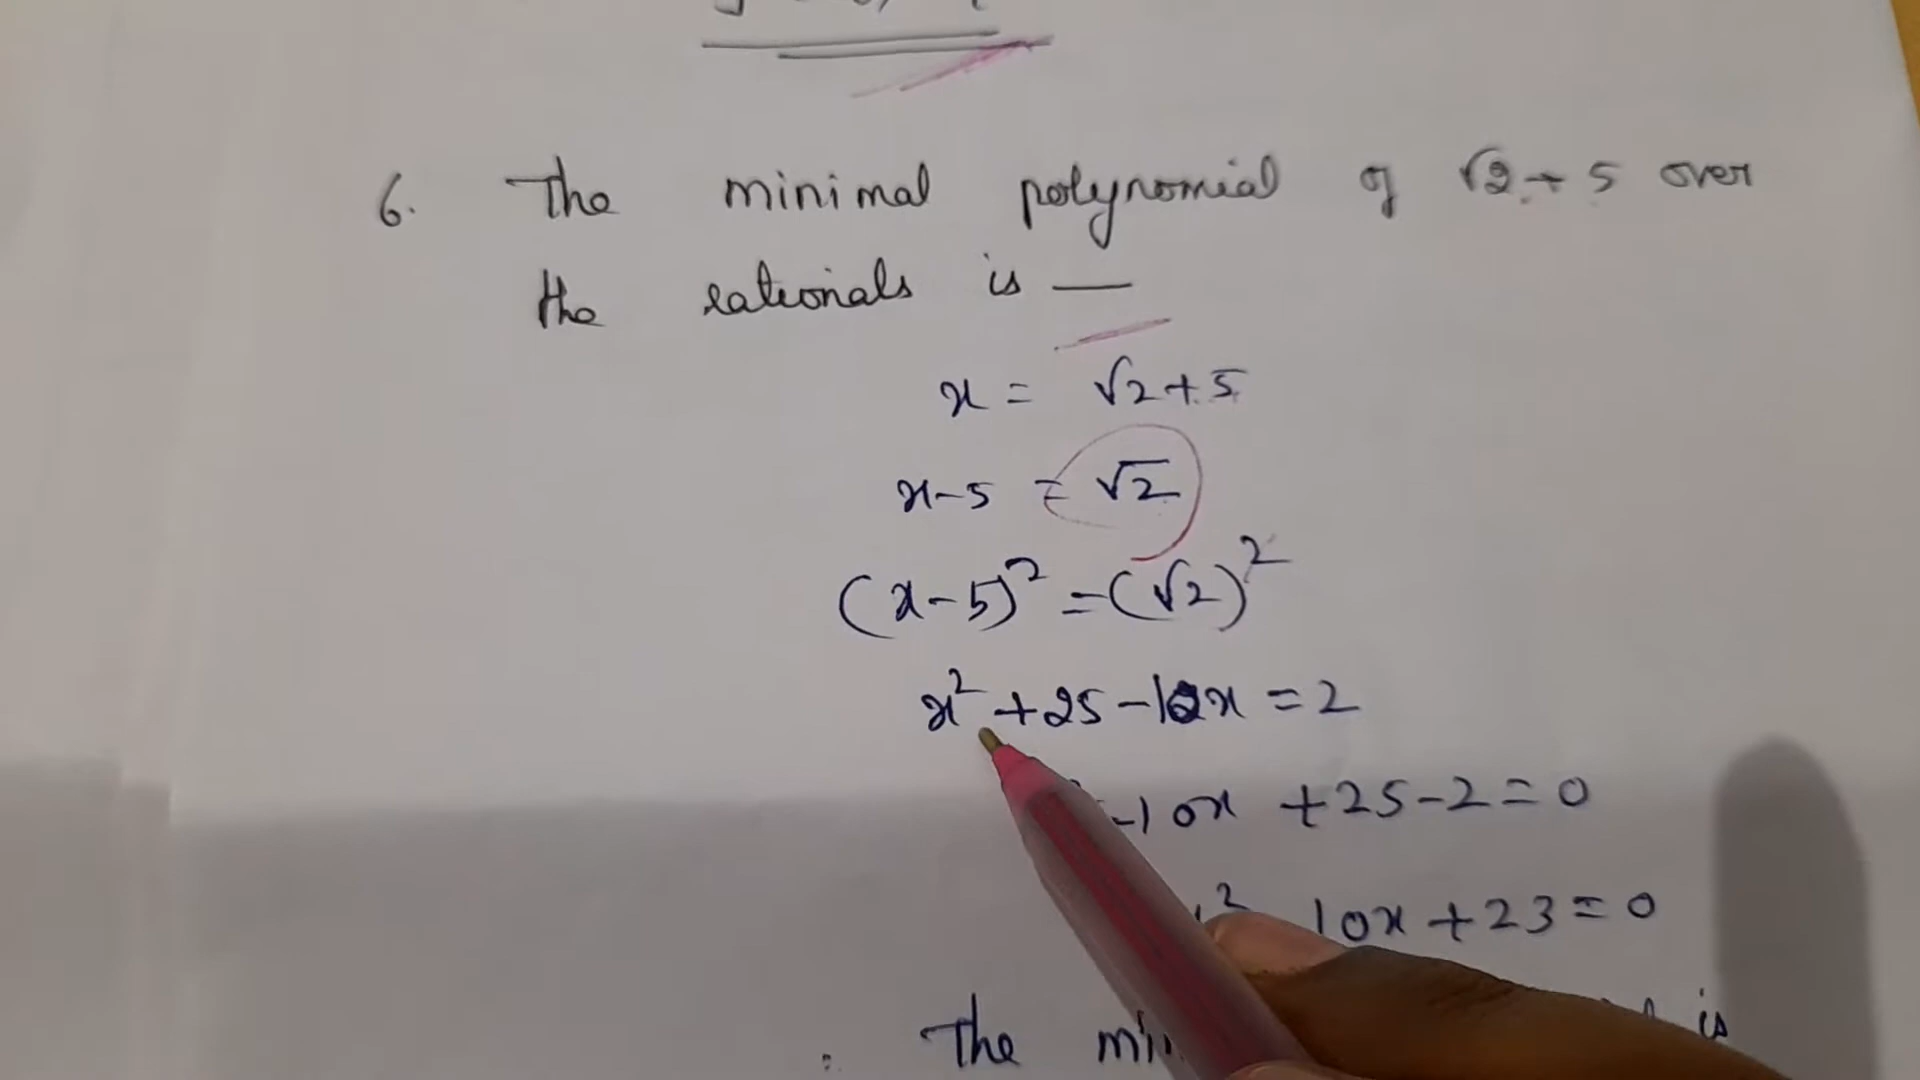 6. The minimal polynomial of √2+5 over
the rationals is —
x = √2+5
x-5 = √2
(x-5)² = (√2)²
x²+25-10x = 2
-10x +25-2=0
10x+23=0
∴ The is